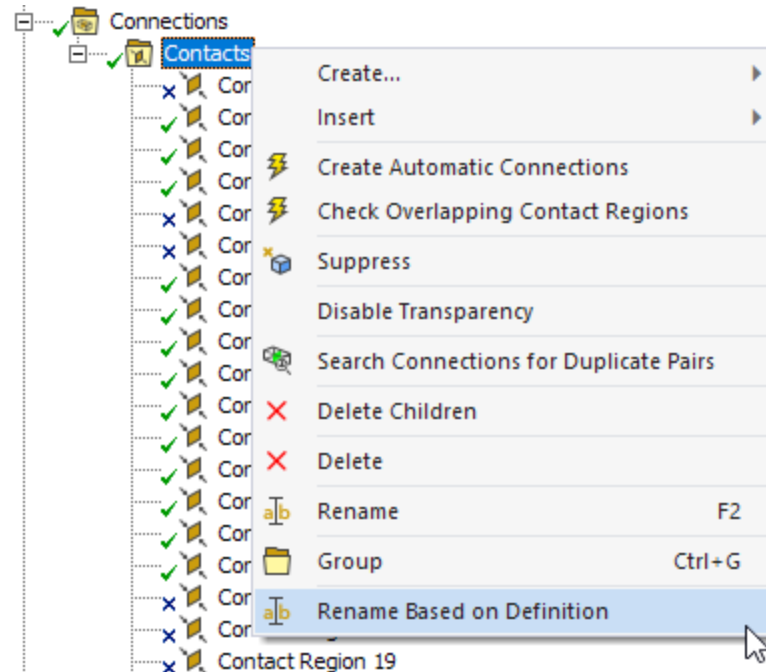 Connections
Contacts
Create...
Insert
Create Automatic Connections
Check Overlapping Contact Regions
Suppress
Disable Transparency
Search Connections for Duplicate Pairs
Delete Children
Delete
Rename F2
Group Ctrl+G
Rename Based on Definition
Contact Region 19